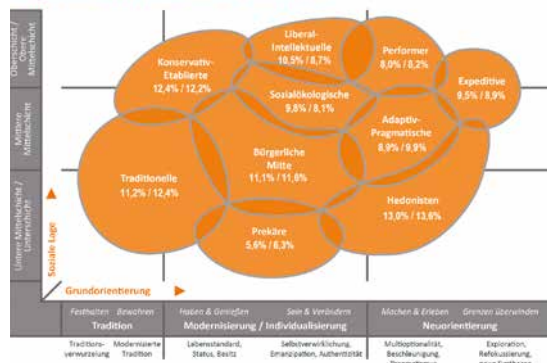 Oberschicht /
Obere
Mittelschicht
Mittlere
Mittelschicht
Untere Mittelschicht /
Unterschicht
Soziale Lage
Konservativ-
Etablierte
12,4% / 12,2%
Liberal-
Intellektuelle
10,5% / 8,7%
Performer
8,0% / 8,2%
Expeditive
9,5% / 8,9%
Sozialökologische
9,8% / 8,1%
Adaptiv-
Pragmatische
8,9% / 9,9%
Traditionelle
11,2% / 12,4%
Bürgerliche
Mitte
11,1% / 11,6%
Hedonisten
13,0% / 13,6%
Prekäre
5,6% / 6,3%
Grundorientierung
Festhalten Bewahren
Tradition
Haben & Genießen Sein & Verändern
Modernisierung / Individualisierung
Machen & Erleben Grenzen überwinden
Neuorientierung
Traditions-
verwurzelung
Modernisierte
Tradition
Lebensstandard,
Status, Besitz
Selbstverwirklichung,
Emanzipation, Authentizität
Multioptionalität,
Beschleunigung,
Exploration,
Refokussierung,